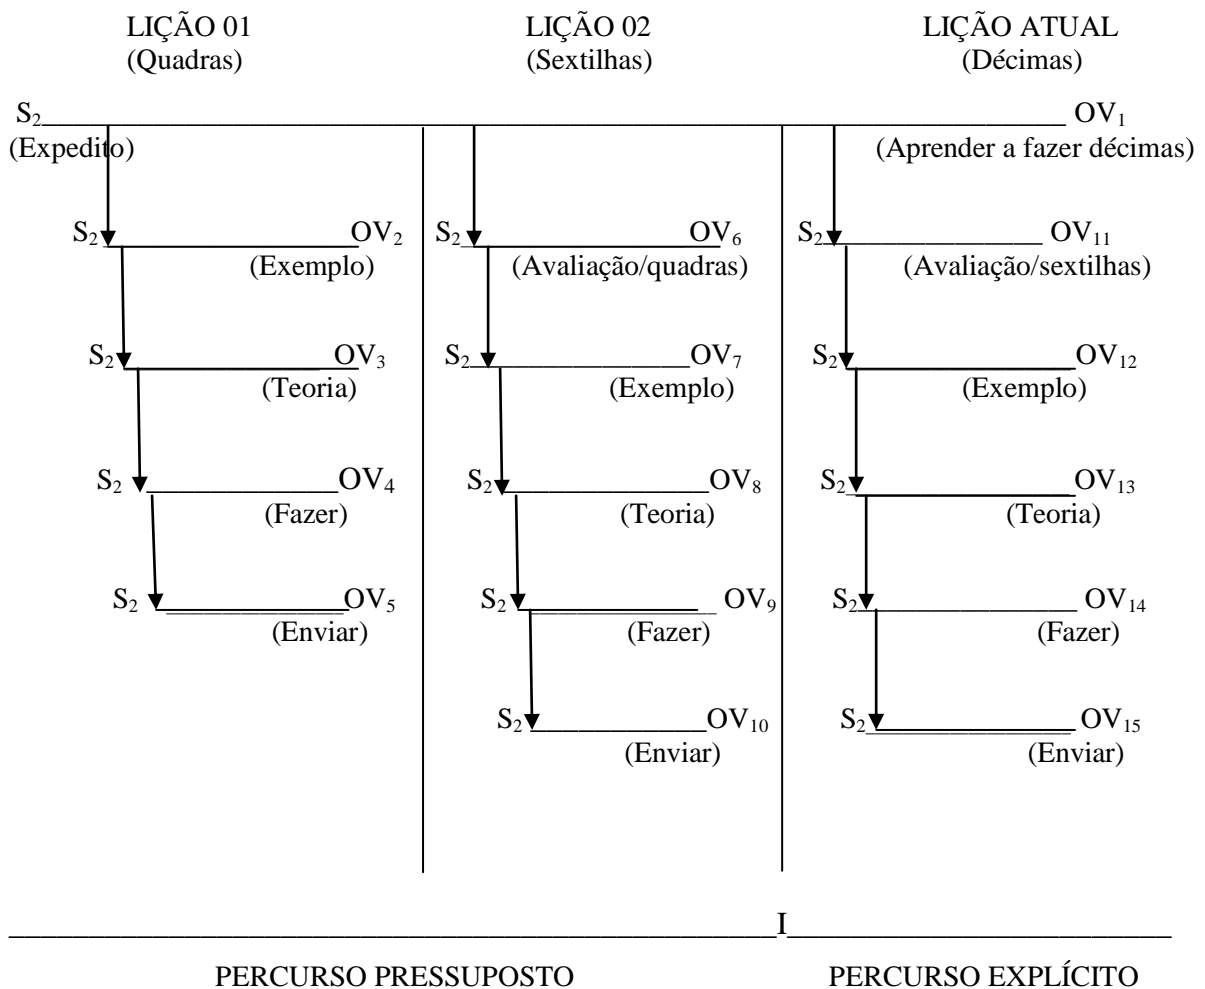 LIÇÃO 01 LIÇÃO 02 LIÇÃO ATUAL
(Quadras) (Sextilhas) (Décimas)
S₂ OV₁
(Expedito) (Aprender a fazer décimas)
S₂ OV₂ S₂ OV₆ S₂ OV₁₁
(Exemplo) (Avaliação/quadras) (Avaliação/sextilhas)
S₂ OV₃ S₂ OV₇ S₂ OV₁₂
(Teoria) (Exemplo) (Exemplo)
S₂ OV₄ S₂ OV₈ S₂ OV₁₃
(Fazer) (Teoria) (Teoria)
S₂ OV₅ S₂ OV₉ S₂ OV₁₄
(Enviar) (Fazer) (Fazer)
S₂ OV₁₀ S₂ OV₁₅
(Enviar) (Enviar)
I
PERCURSO PRESSUPOSTO PERCURSO EXPLÍCITO